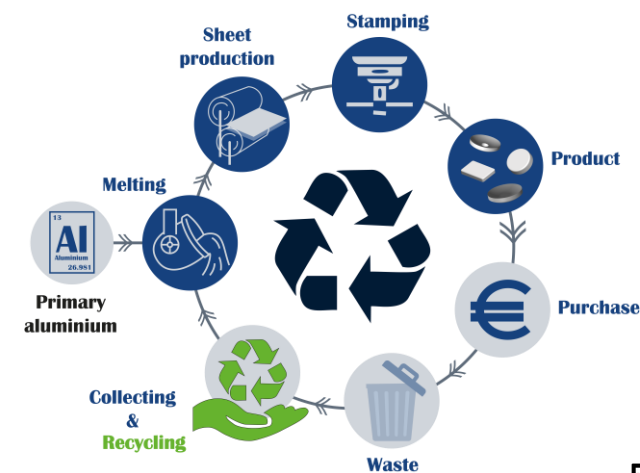 Stamping
Sheet
production
Product
Melting
13
Al
Aluminium
26.981
Primary
aluminium
€
Purchase
Collecting
&
Recycling
Waste